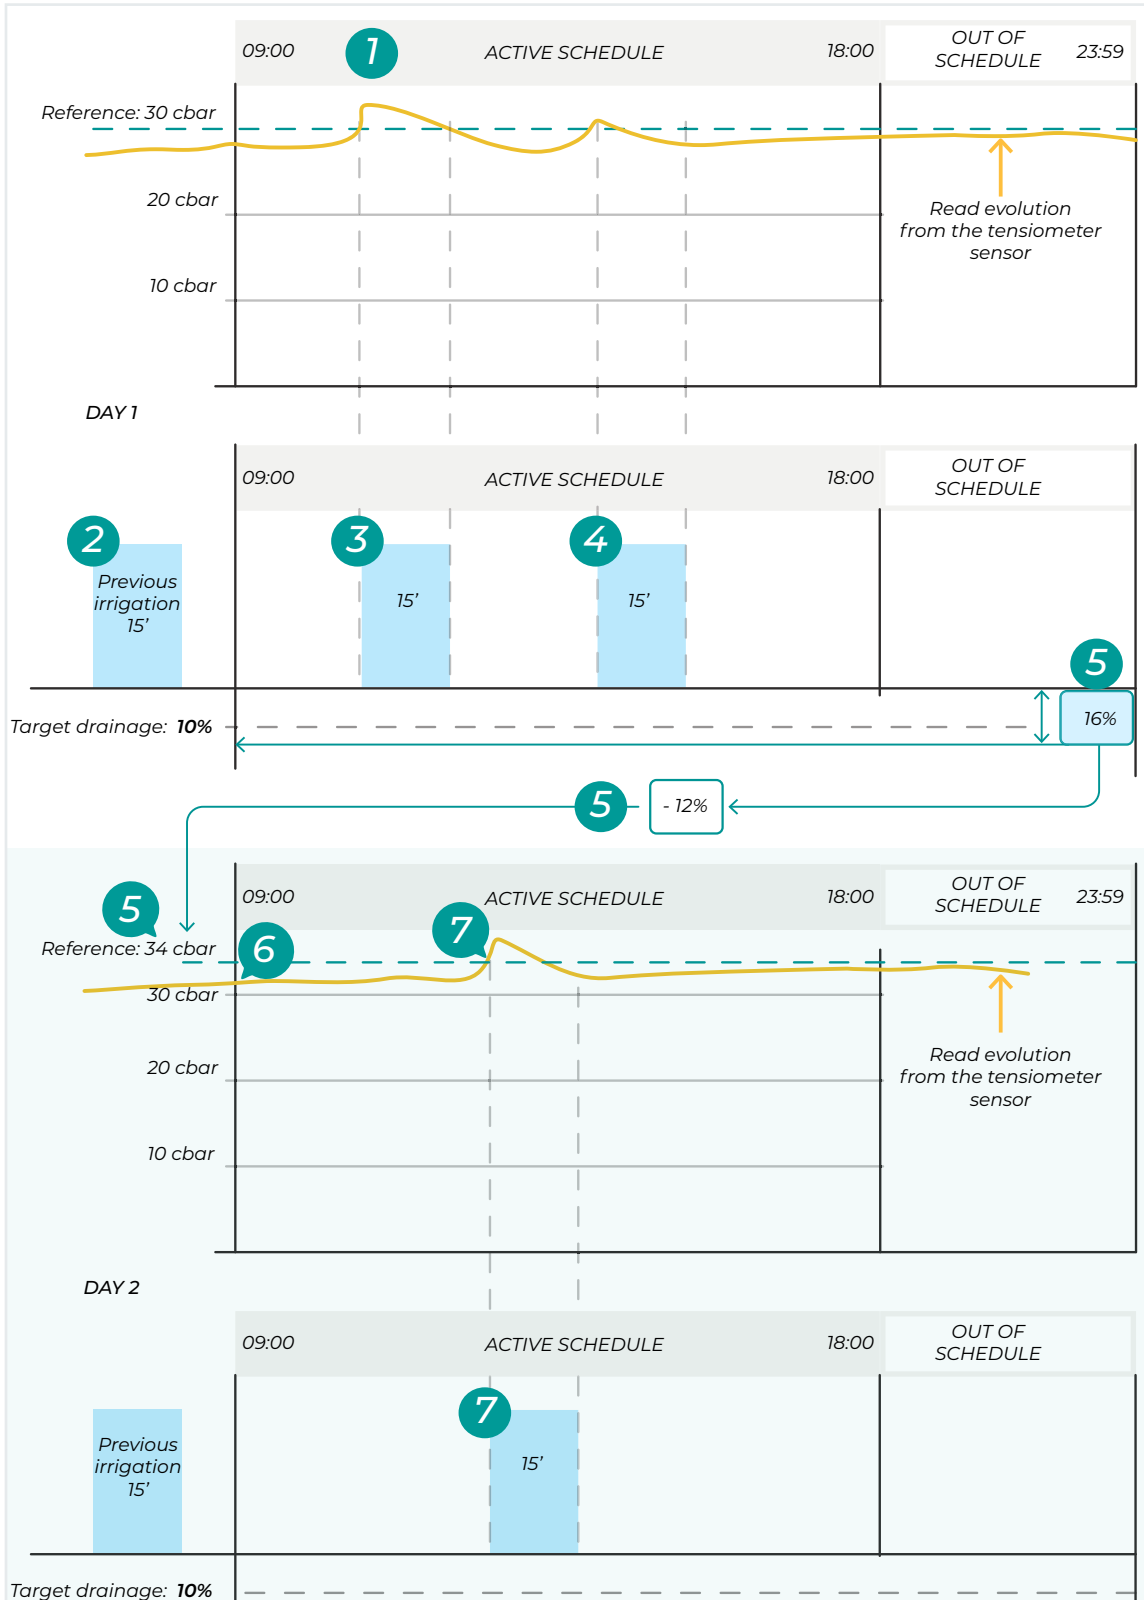 09:00
1
ACTIVE SCHEDULE
18:00
OUT OF
SCHEDULE
23:59
Reference: 30 cbar
20 cbar
10 cbar
Read evolution
from the tensiometer
sensor
DAY 1
09:00
ACTIVE SCHEDULE
18:00
OUT OF
SCHEDULE
2
Previous
irrigation
15’
3
15’
4
15’
5
16%
Target drainage: 10%
5
- 12%
09:00
ACTIVE SCHEDULE
18:00
OUT OF
SCHEDULE
23:59
5
Reference: 34 cbar
6
7
30 cbar
20 cbar
10 cbar
Read evolution
from the tensiometer
sensor
DAY 2
09:00
ACTIVE SCHEDULE
18:00
OUT OF
SCHEDULE
Previous
irrigation
15’
7
15’
Target drainage: 10%